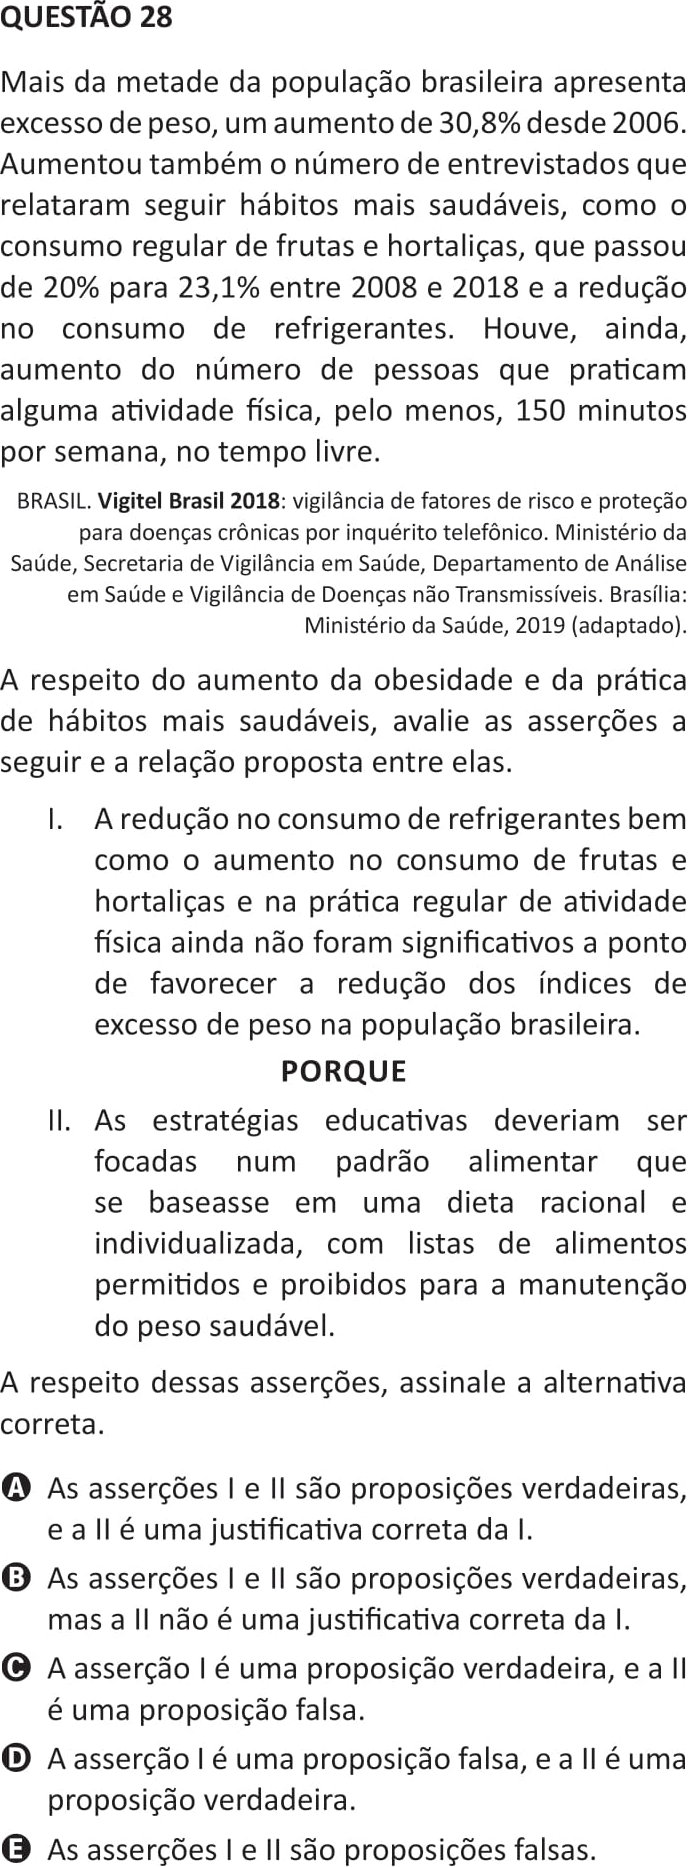 QUESTÃO 28
Mais da metade da população brasileira apresenta
excesso de peso, um aumento de 30,8% desde 2006.
Aumentou também o número de entrevistados que
relataram seguir hábitos mais saudáveis, como o
consumo regular de frutas e hortaliças, que passou
de 20% para 23,1% entre 2008 e 2018 e a redução
no consumo de refrigerantes. Houve, ainda,
aumento do número de pessoas que praticam
alguma atividade física, pelo menos, 150 minutos
por semana, no tempo livre.
BRASIL. Vigitel Brasil 2018: vigilância de fatores de risco e proteção
para doenças crônicas por inquérito telefônico. Ministério da
Saúde, Secretaria de Vigilância em Saúde, Departamento de Análise
em Saúde e Vigilância de Doenças não Transmissíveis. Brasília:
Ministério da Saúde, 2019 (adaptado).
A respeito do aumento da obesidade e da prática
de hábitos mais saudáveis, avalie as asserções a
seguir e a relação proposta entre elas.
I. A redução no consumo de refrigerantes bem
como o aumento no consumo de frutas e
hortaliças e na prática regular de atividade
física ainda não foram significativos a ponto
de favorecer a redução dos índices de
excesso de peso na população brasileira.
PORQUE
II. As estratégias educativas deveriam ser
focadas num padrão alimentar que
se baseasse em uma dieta racional e
individualizada, com listas de alimentos
permitidos e proibidos para a manutenção
do peso saudável.
A respeito dessas asserções, assinale a alternativa
correta.
A As asserções I e II são proposições verdadeiras,
e a II é uma justificativa correta da I.
B As asserções I e II são proposições verdadeiras,
mas a II não é uma justificativa correta da I.
C A asserção I é uma proposição verdadeira, e a II
é uma proposição falsa.
D A asserção I é uma proposição falsa, e a II é uma
proposição verdadeira.
E As asserções I e II são proposições falsas.